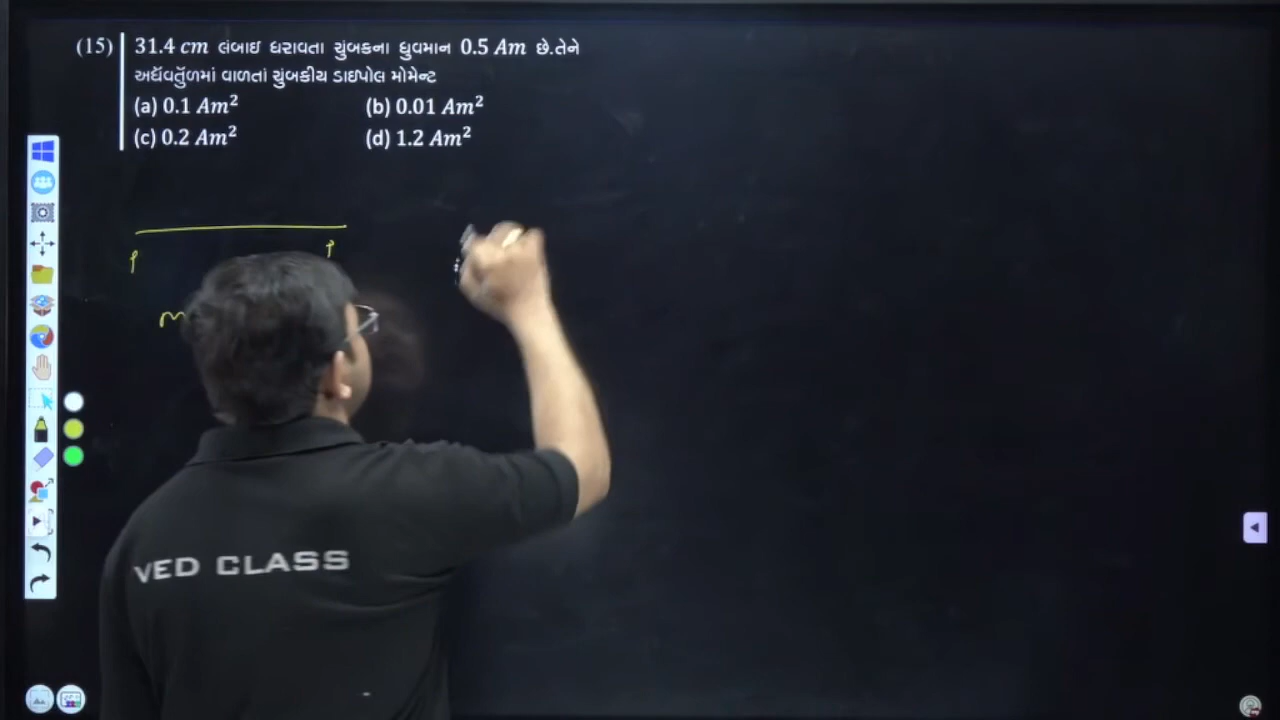 (15) 31.4 cm લંબાઇ ધરાવતા ચુંબકના ધ્રુવમાન 0.5 Am છે.તેને
અર્ધવર્તુળમાં વાળતાં ચુંબકીય ડાઇપોલ મોમેન્ટ
(a) 0.1 Am² (b) 0.01 Am²
(c) 0.2 Am² (d) 1.2 Am²
P P
m
VED CLASS